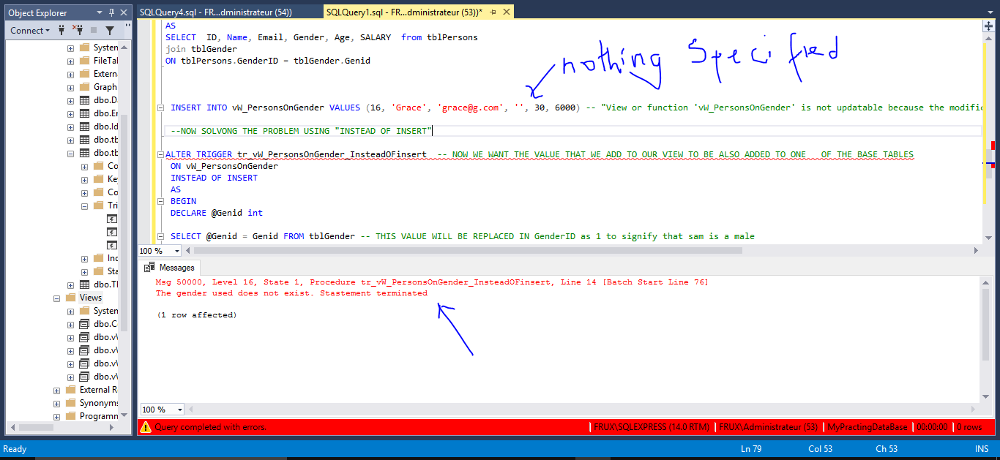 Object Explorer
SQLQuery4.sql - FR...dministrateur (54))
SQLQuery1.sql - FR...dministrateur (53))*
Connect
AS
SELECT ID, Name, Email, Gender, Age, SALARY from tblPersons
join tblGender
ON tblPersons.GenderID = tblGender.Genid
nothing Specified
INSERT INTO vW_PersonsOnGender VALUES (16, 'Grace', 'grace@g.com', '', 30, 6000) -- "View or function 'vW_PersonsOnGender' is not updatable because the modific
--NOW SOLVONG THE PROBLEM USING "INSTEAD OF INSERT"
ALTER TRIGGER tr_vW_PersonsOnGender_InsteadOFinsert -- NOW WE WANT THE VALUE THAT WE ADD TO OUR VIEW TO BE ALSO ADDED TO ONE OF THE BASE TABLES
ON vW_PersonsOnGender
INSTEAD OF INSERT
AS
BEGIN
DECLARE @Genid int
SELECT @Genid = Genid FROM tblGender -- THIS VALUE WILL BE REPLACED IN GenderID as 1 to signify that sam is a male
100 %
System
FileTal
Extern
Graph
dbo.D
dbo.Er
dbo.Id
dbo.tb
dbo.tb
Co
Ke
Co
Tri
Inc
Sta
dbo.Tl
Views
System
dbo.C
dbo.vV
dbo.vV
dbo.vV
dbo.vV
External R
Synonyms
Programm
Messages
Msg 50000, Level 16, State 1, Procedure tr_vW_PersonsOnGender_InsteadOFinsert, Line 14 [Batch Start Line 76]
The gender used does not exist. Stastement terminated
(1 row affected)
100 %
Query completed with errors.
FRUX\SQLEXPRESS (14.0 RTM)
FRUX\Administrateur (53)
MyPractingDataBase
00:00:00
0 rows
Ready
Ln 79
Col 53
Ch 53
INS